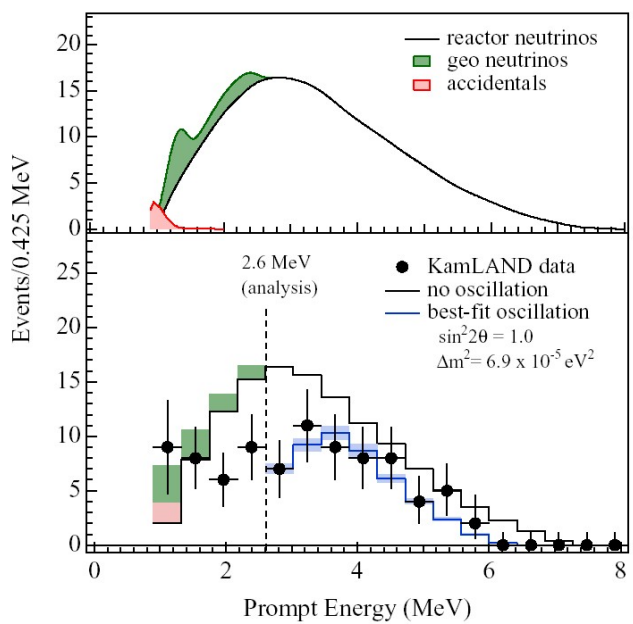 20
15
10
5
0
reactor neutrinos
geo neutrinos
accidentals
Events/0.425 MeV
25
20
15
10
5
0
2.6 MeV
(analysis)
KamLAND data
no oscillation
best-fit oscillation
sin²2θ = 1.0
Δm²= 6.9 x 10⁻⁵ eV²
0 2 4 6 8
Prompt Energy (MeV)